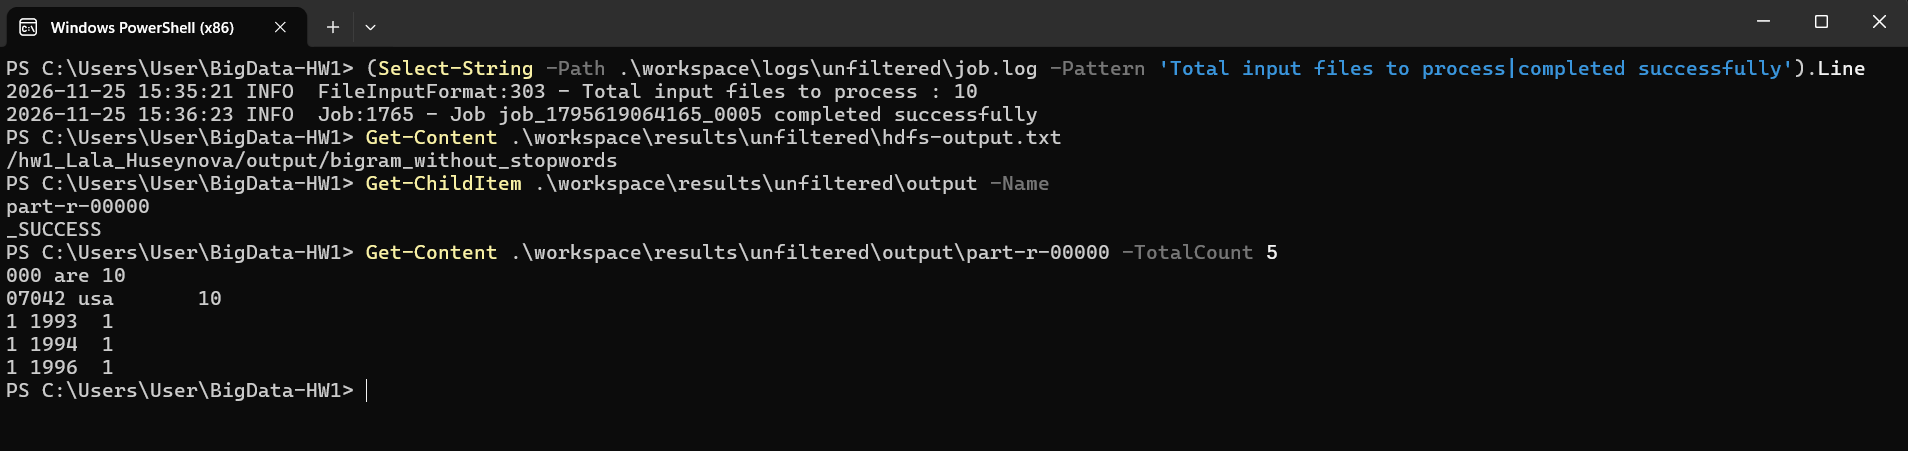 Windows PowerShell (x86)
PS C:\Users\User\BigData-HW1> (Select-String -Path .\workspace\logs\unfiltered\job.log -Pattern 'Total input files to process|completed successfully').Line
2026-11-25 15:35:21 INFO  FileInputFormat:303 - Total input files to process : 10
2026-11-25 15:36:23 INFO  Job:1765 - Job job_1795619064165_0005 completed successfully
PS C:\Users\User\BigData-HW1> Get-Content .\workspace\results\unfiltered\hdfs-output.txt
/hw1_Lala_Huseynova/output/bigram_without_stopwords
PS C:\Users\User\BigData-HW1> Get-ChildItem .\workspace\results\unfiltered\output -Name
part-r-00000
_SUCCESS
PS C:\Users\User\BigData-HW1> Get-Content .\workspace\results\unfiltered\output\part-r-00000 -TotalCount 5
000 are 10
07042 usa       10
1 1993  1
1 1994  1
1 1996  1
PS C:\Users\User\BigData-HW1>